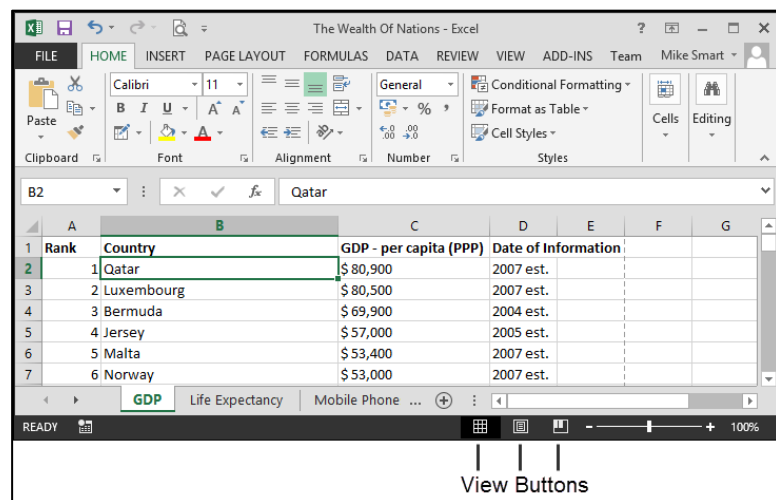 The Wealth Of Nations - Excel ?
FILE HOME INSERT PAGE LAYOUT FORMULAS DATA REVIEW VIEW ADD-INS Team Mike Smart
Calibri 11 General Conditional Formatting
B I U A A % , Format as Table
Paste Cells Editing
A .00 .00 Cell Styles
Clipboard Font Alignment Number Styles
B2 fx Qatar
A B C D E F G
1 Rank Country GDP - per capita (PPP) Date of Information
2 1 Qatar $ 80,900 2007 est.
3 2 Luxembourg $ 80,500 2007 est.
4 3 Bermuda $ 69,900 2004 est.
5 4 Jersey $ 57,000 2005 est.
6 5 Malta $ 53,400 2007 est.
7 6 Norway $ 53,000 2007 est.
GDP Life Expectancy Mobile Phone ...
READY - + 100%
View Buttons